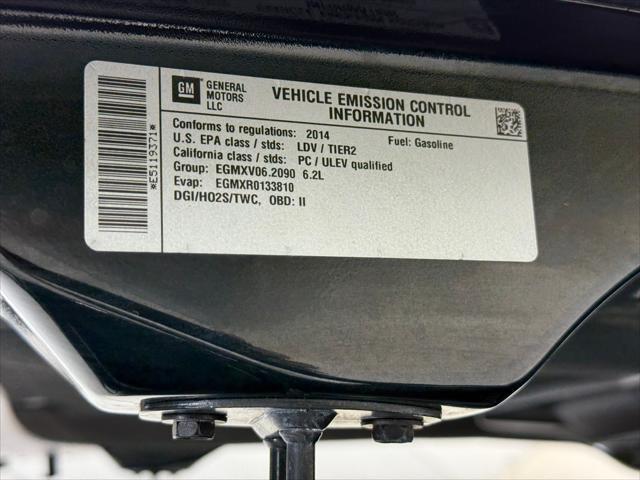 *E5119371*
GM
GENERAL
MOTORS
LLC
VEHICLE EMISSION CONTROL
INFORMATION
Conforms to regulations: 2014 Fuel: Gasoline
U.S. EPA class / stds: LDV / TIER2
California class / stds: PC / ULEV qualified
Group: EGMXV06.2090 6.2L
Evap: EGMXR0133810
DGI/HO2S/TWC, OBD: II